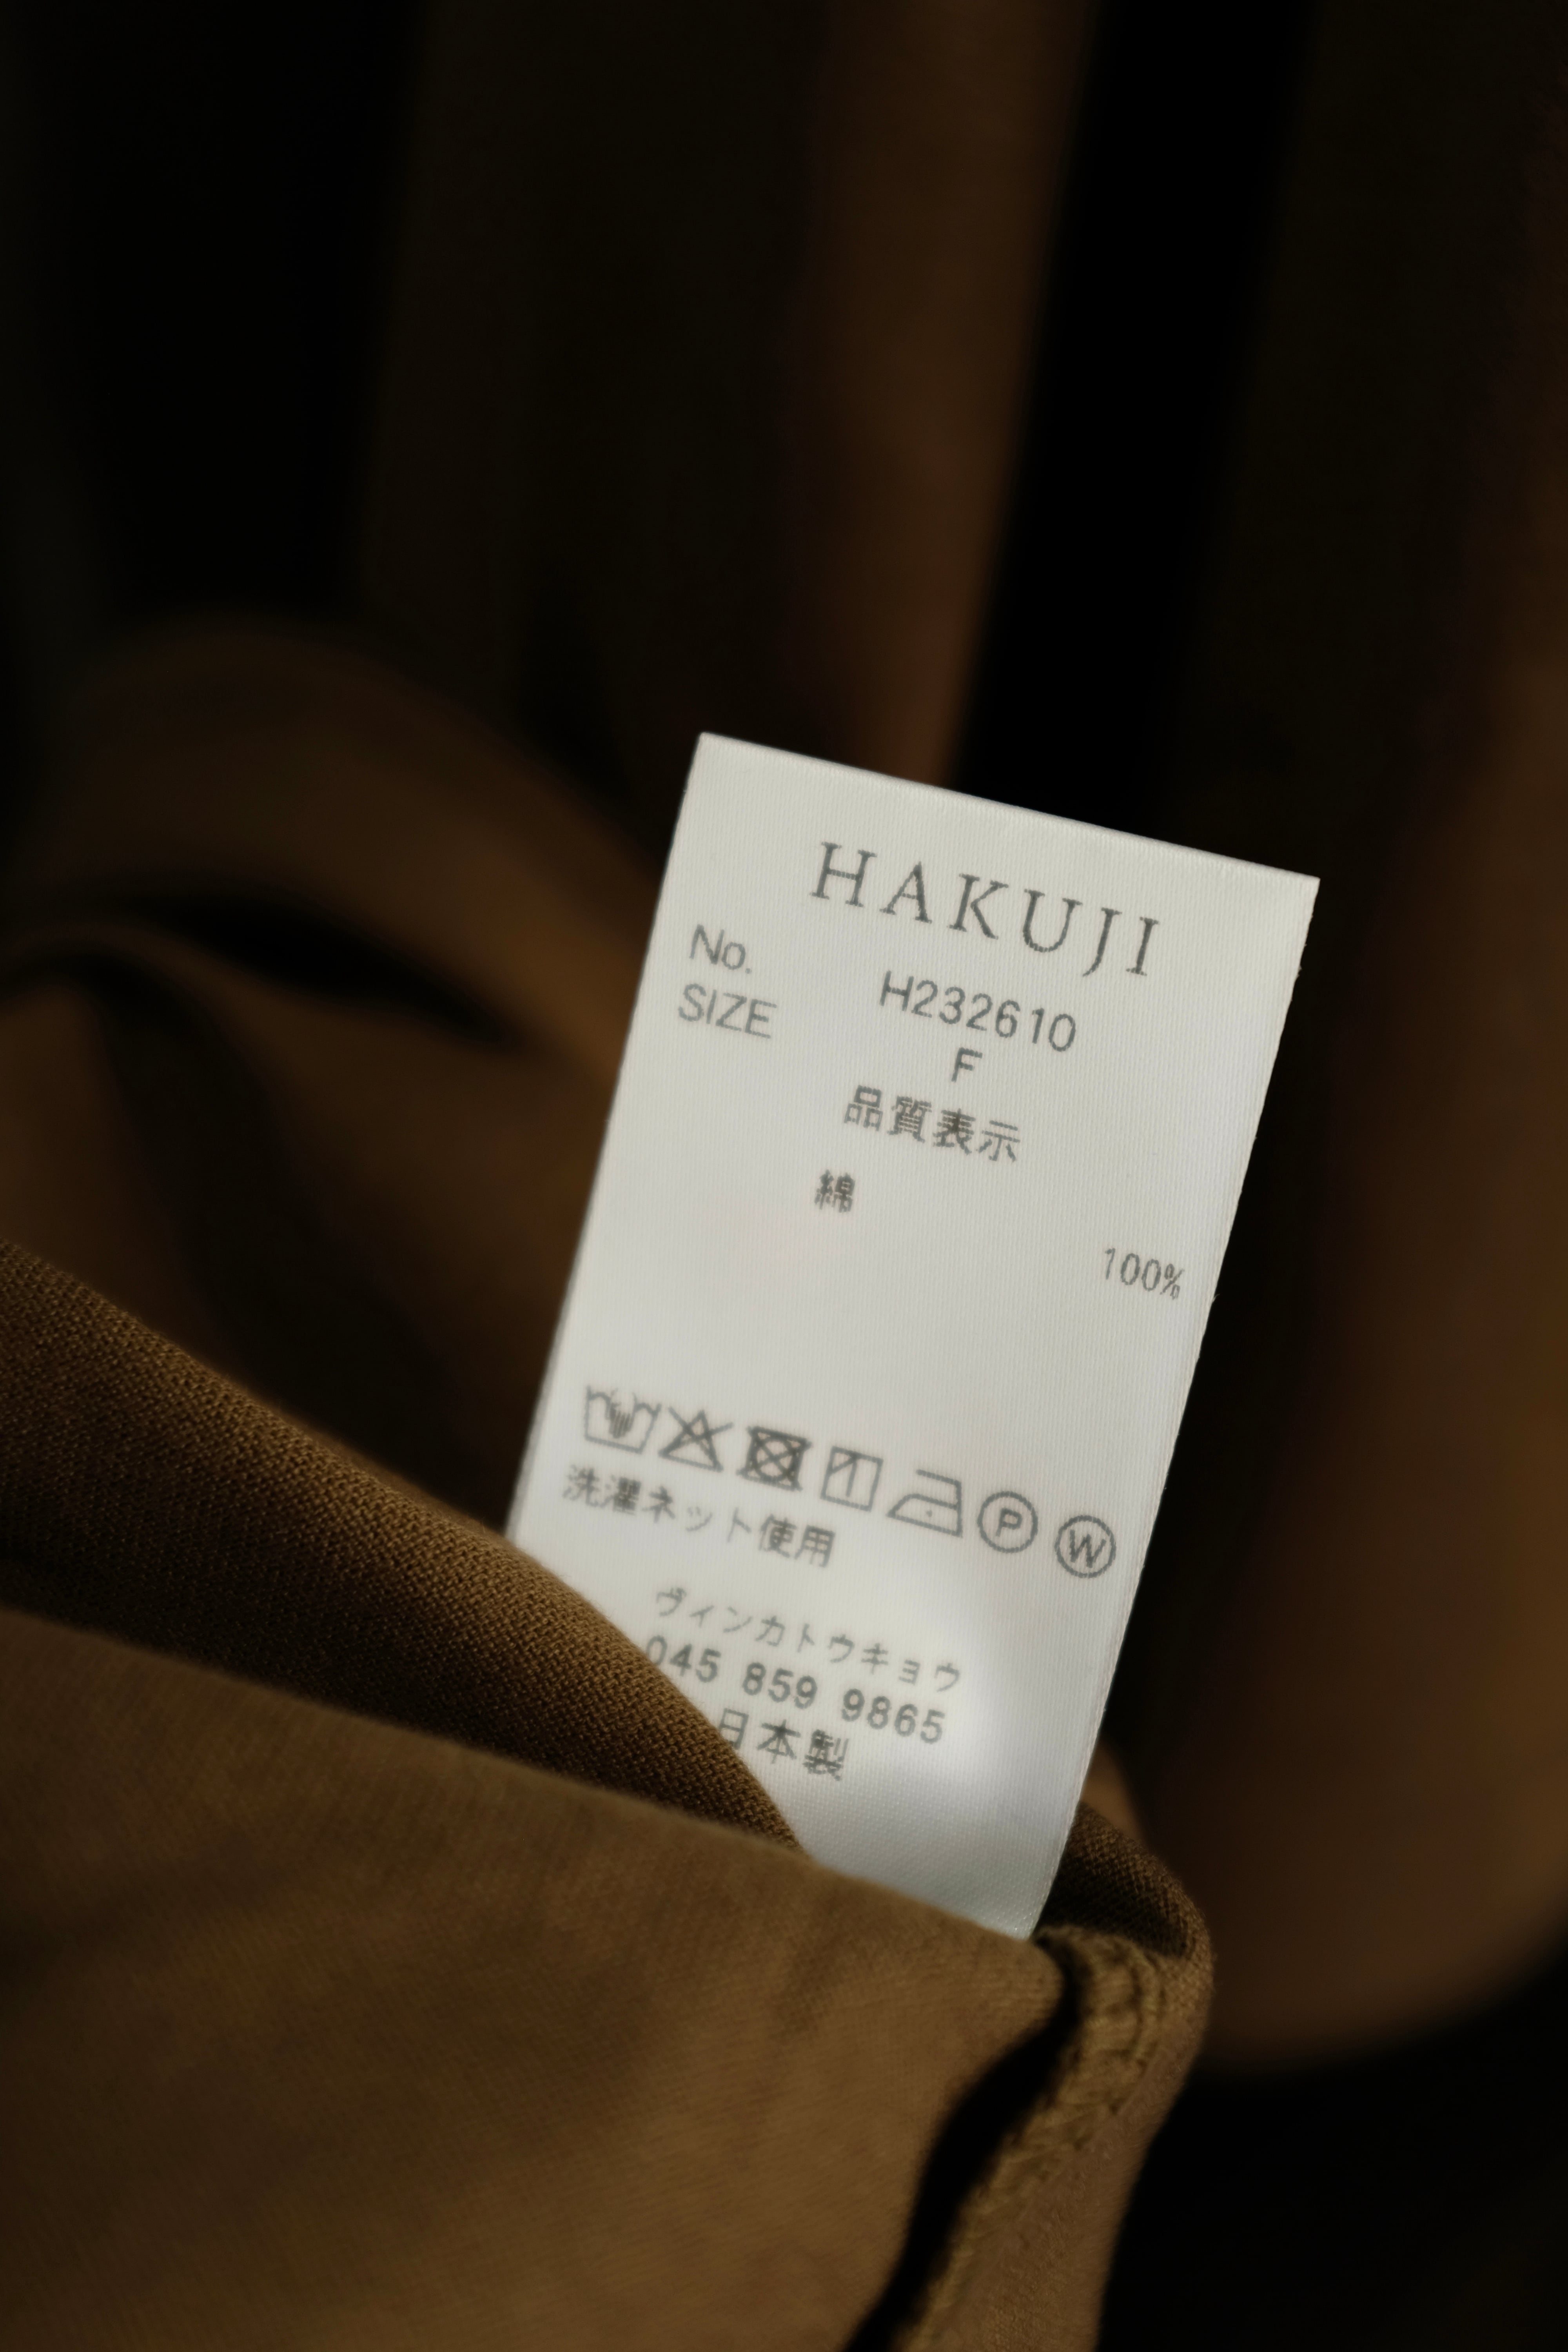 HAKUJI
No. H232610
SIZE F
品質表示
綿
100%
P W
洗濯ネット使用
ヴィンカトウキョウ
045 859 9865
日本製